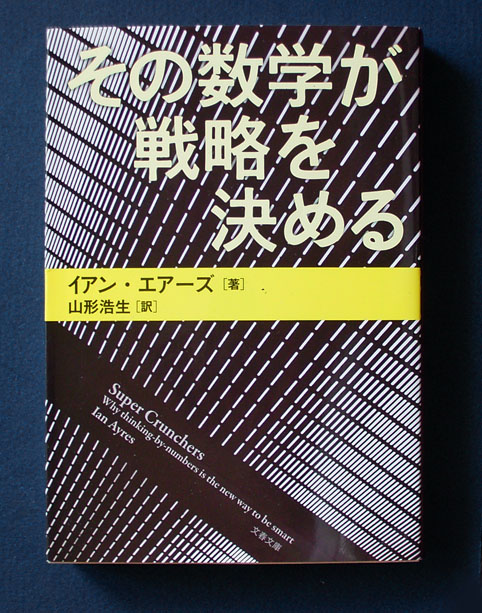 その数学が
戦略を
決める
イアン・エアーズ［著］
山形浩生［訳］
Super Crunchers
Why thinking-by-numbers is the new way to be smart
Ian Ayres
文春文庫